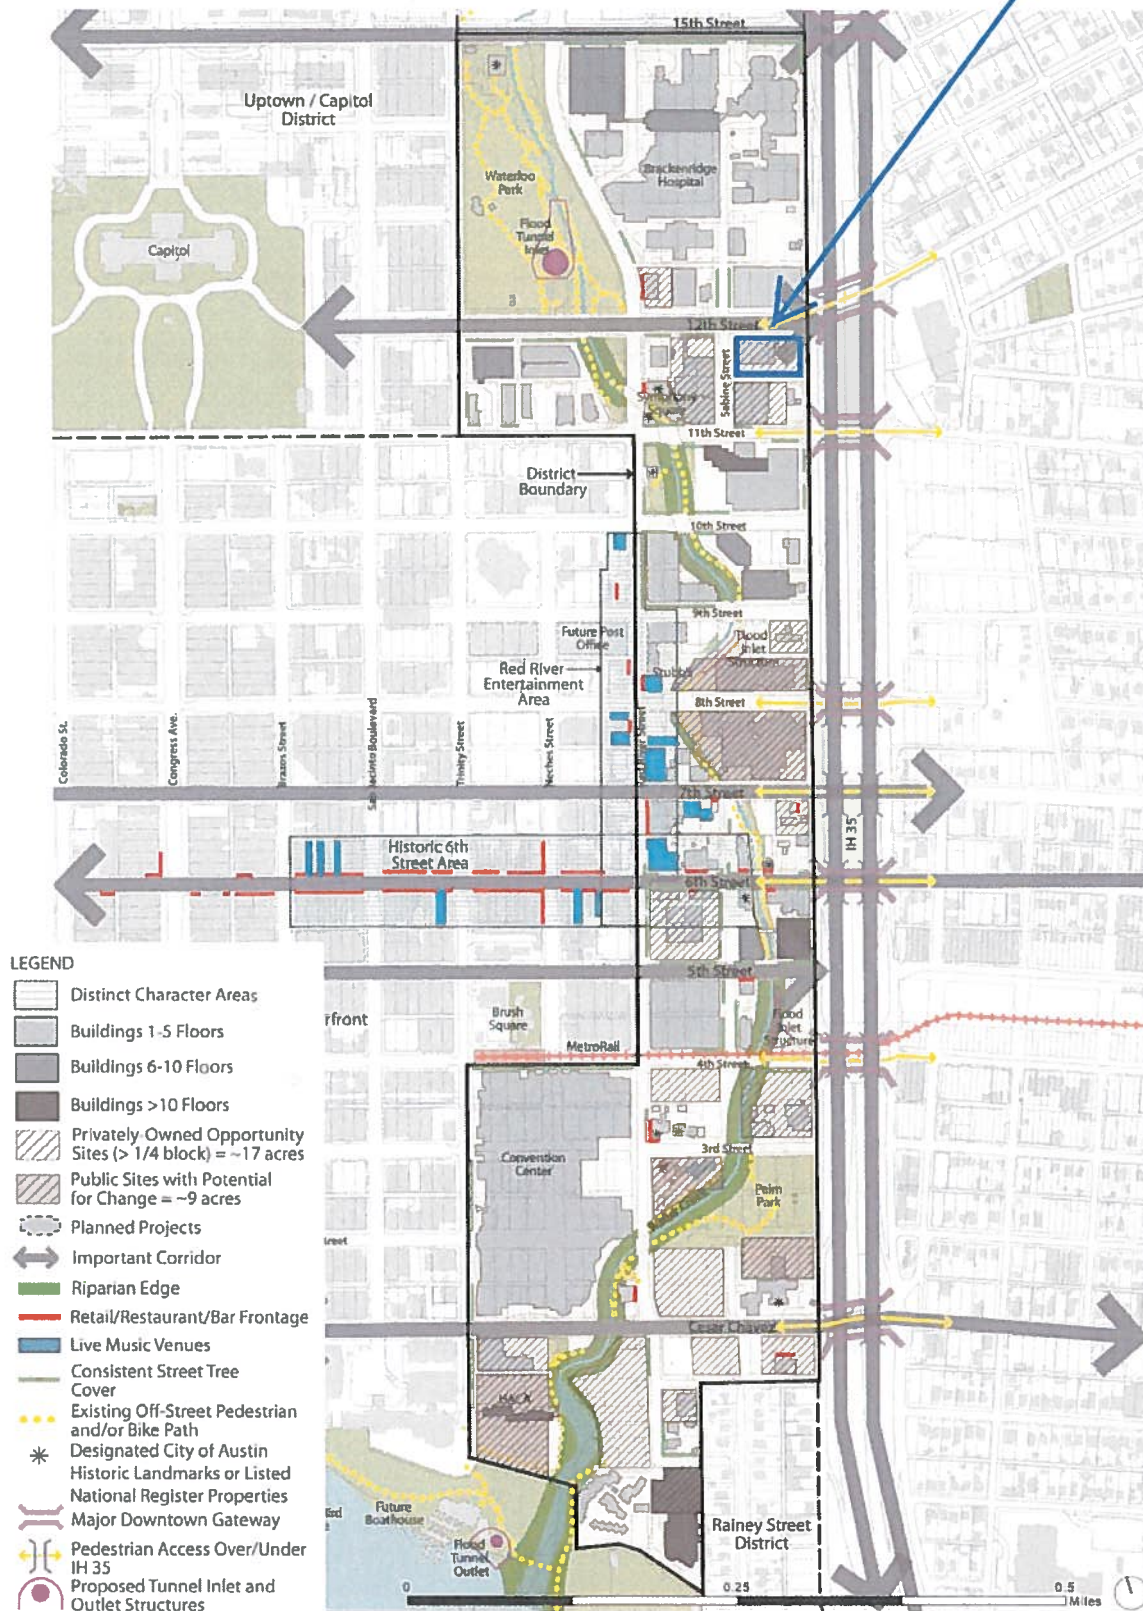 15th Street
Uptown / Capitol
District
Waterloo
Park
Brackenridge
Hospital
Flood
Tunnel
Inlet
Capitol
12th Street
Sabine Street
Symphony
Square
11th Street
District
Boundary
10th Street
9th Street
Future Post
Office
Flood
Inlet
Structure
Red River
Entertainment
Area
Stubb's
8th Street
Colorado St.
Congress Ave.
Brazos Street
San Jacinto Boulevard
Trinity Street
Neches Street
Red River Street
7th Street
IH 35
Historic 6th
Street Area
6th Street
5th Street
Brush
Square
rfront
Flood
Inlet
Structure
MetroRail
4th Street
3rd Street
Convention
Center
Palm
Park
Cesar Chavez
HACA
Future
Boathouse
Flood
Tunnel
Outlet
Rainey Street
District
LEGEND
Distinct Character Areas
Buildings 1-5 Floors
Buildings 6-10 Floors
Buildings >10 Floors
Privately-Owned Opportunity
Sites (> 1/4 block) = ~17 acres
Public Sites with Potential
for Change = ~9 acres
Planned Projects
Important Corridor
Riparian Edge
Retail/Restaurant/Bar Frontage
Live Music Venues
Consistent Street Tree
Cover
Existing Off-Street Pedestrian
and/or Bike Path
Designated City of Austin
Historic Landmarks or Listed
National Register Properties
Major Downtown Gateway
Pedestrian Access Over/Under
IH 35
Proposed Tunnel Inlet and
Outlet Structures
0
0.25
0.5
Miles